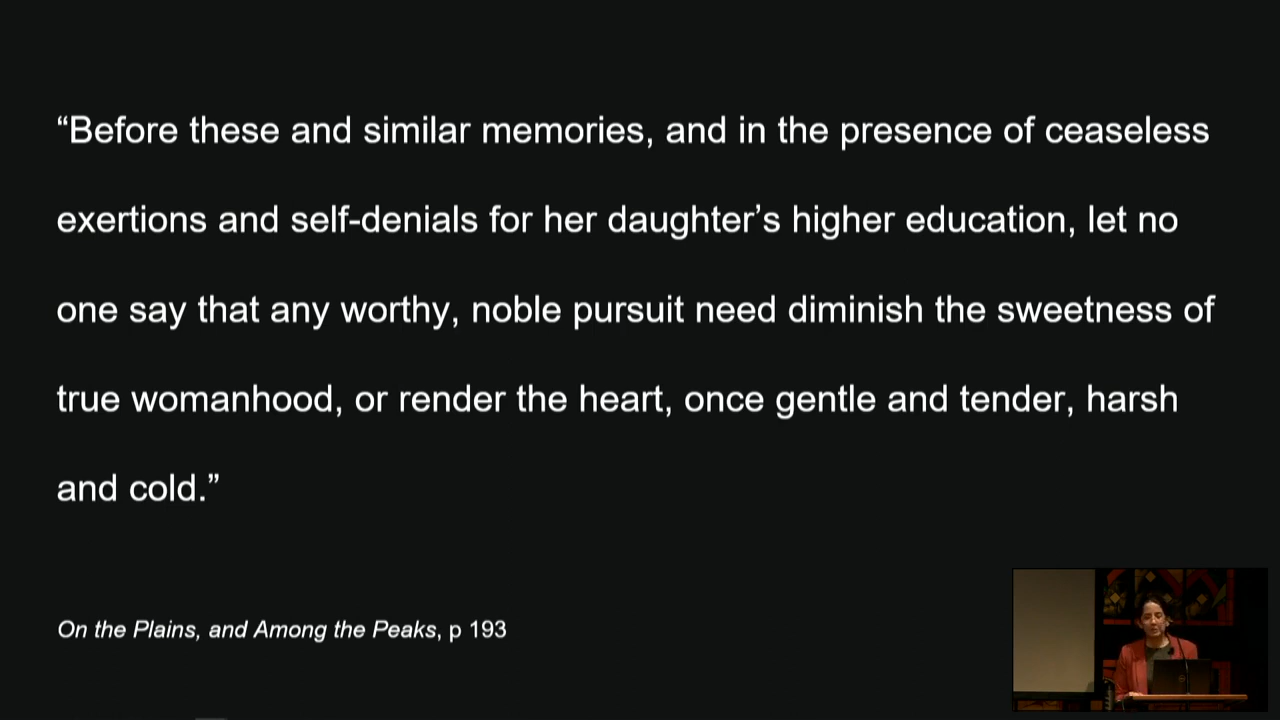 “Before these and similar memories, and in the presence of ceaseless
exertions and self-denials for her daughter’s higher education, let no
one say that any worthy, noble pursuit need diminish the sweetness of
true womanhood, or render the heart, once gentle and tender, harsh
and cold.”
On the Plains, and Among the Peaks, p 193